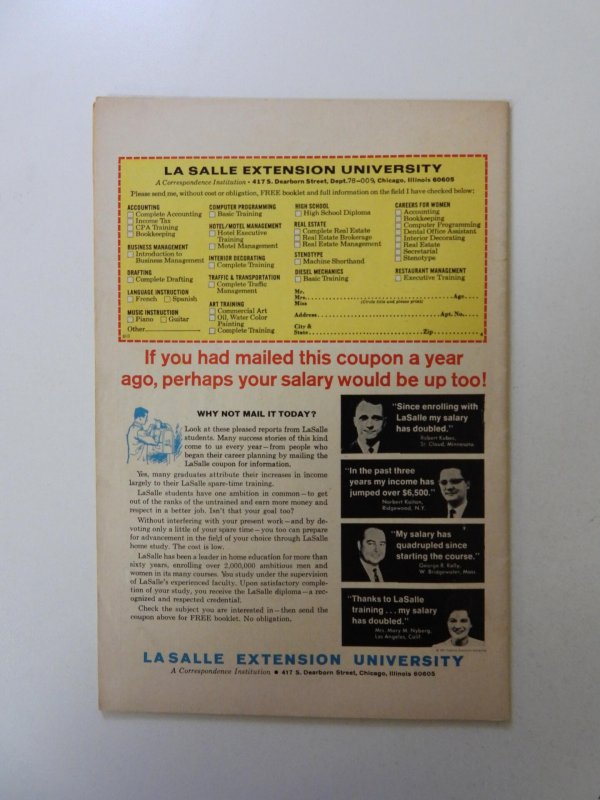 LA SALLE EXTENSION UNIVERSITY
A Correspondence Institution • 417 S. Dearborn Street, Dept. 78-009, Chicago, Illinois 60605
Please send me, without cost or obligation, FREE booklet and full information on the field I have checked below:
ACCOUNTING
Complete Accounting
Income Tax
CPA Training
Bookkeeping
BUSINESS MANAGEMENT
Introduction to
Business Management
DRAFTING
Complete Drafting
LANGUAGE INSTRUCTION
French Spanish
MUSIC INSTRUCTION
Piano Guitar
Other
COMPUTER PROGRAMMING
Basic Training
HOTEL/MOTEL MANAGEMENT
Hotel Executive
Training
Motel Management
INTERIOR DECORATING
Complete Training
TRAFFIC & TRANSPORTATION
Complete Traffic
Management
ART TRAINING
Commercial Art
Oil, Water Color
Painting
Complete Training
HIGH SCHOOL
High School Diploma
REAL ESTATE
Complete Real Estate
Real Estate Brokerage
Real Estate Management
STENOTYPE
Machine Shorthand
DIESEL MECHANICS
Basic Training
CAREERS FOR WOMEN
Accounting
Bookkeeping
Computer Programming
Dental Office Assistant
Interior Decorating
Real Estate
Secretarial
Stenotype
RESTAURANT MANAGEMENT
Executive Training
Mr.
Mrs. Age
Miss (Circle title and please print)
Address Apt. No.
City &
State Zip
If you had mailed this coupon a year
ago, perhaps your salary would be up too!
WHY NOT MAIL IT TODAY?
Look at these pleased reports from LaSalle
students. Many success stories of this kind
come to us every year—from people who
began their career planning by mailing the
LaSalle coupon for information.
Yes, many graduates attribute their increases in income
largely to their LaSalle spare-time training.
LaSalle students have one ambition in common—to get
out of the ranks of the untrained and earn more money and
respect in a better job. Isn't that your goal too?
Without interfering with your present work—and by de-
voting only a little of your spare time—you too can prepare
for advancement in the field of your choice through LaSalle
home study. The cost is low.
LaSalle has been a leader in home education for more than
sixty years, enrolling over 2,000,000 ambitious men and
women in its many courses. You study under the supervision
of LaSalle's experienced faculty. Upon satisfactory comple-
tion of your study, you receive the LaSalle diploma—a rec-
ognized and respected credential.
Check the subject you are interested in—then send the
coupon above for FREE booklet. No obligation.
"Since enrolling with
LaSalle my salary
has doubled."
Robert Kubec,
St. Cloud, Minnesota
"In the past three
years my income has
jumped over $6,500."
Norbert Kaiton,
Ridgewood, N.Y.
"My salary has
quadrupled since
starting the course."
George R. Kelly,
W. Bridgewater, Mass.
"Thanks to LaSalle
training . . . my salary
has doubled."
Mrs. Mary M. Nyberg,
Los Angeles, Calif.
LA SALLE EXTENSION UNIVERSITY
A Correspondence Institution • 417 S. Dearborn Street, Chicago, Illinois 60605